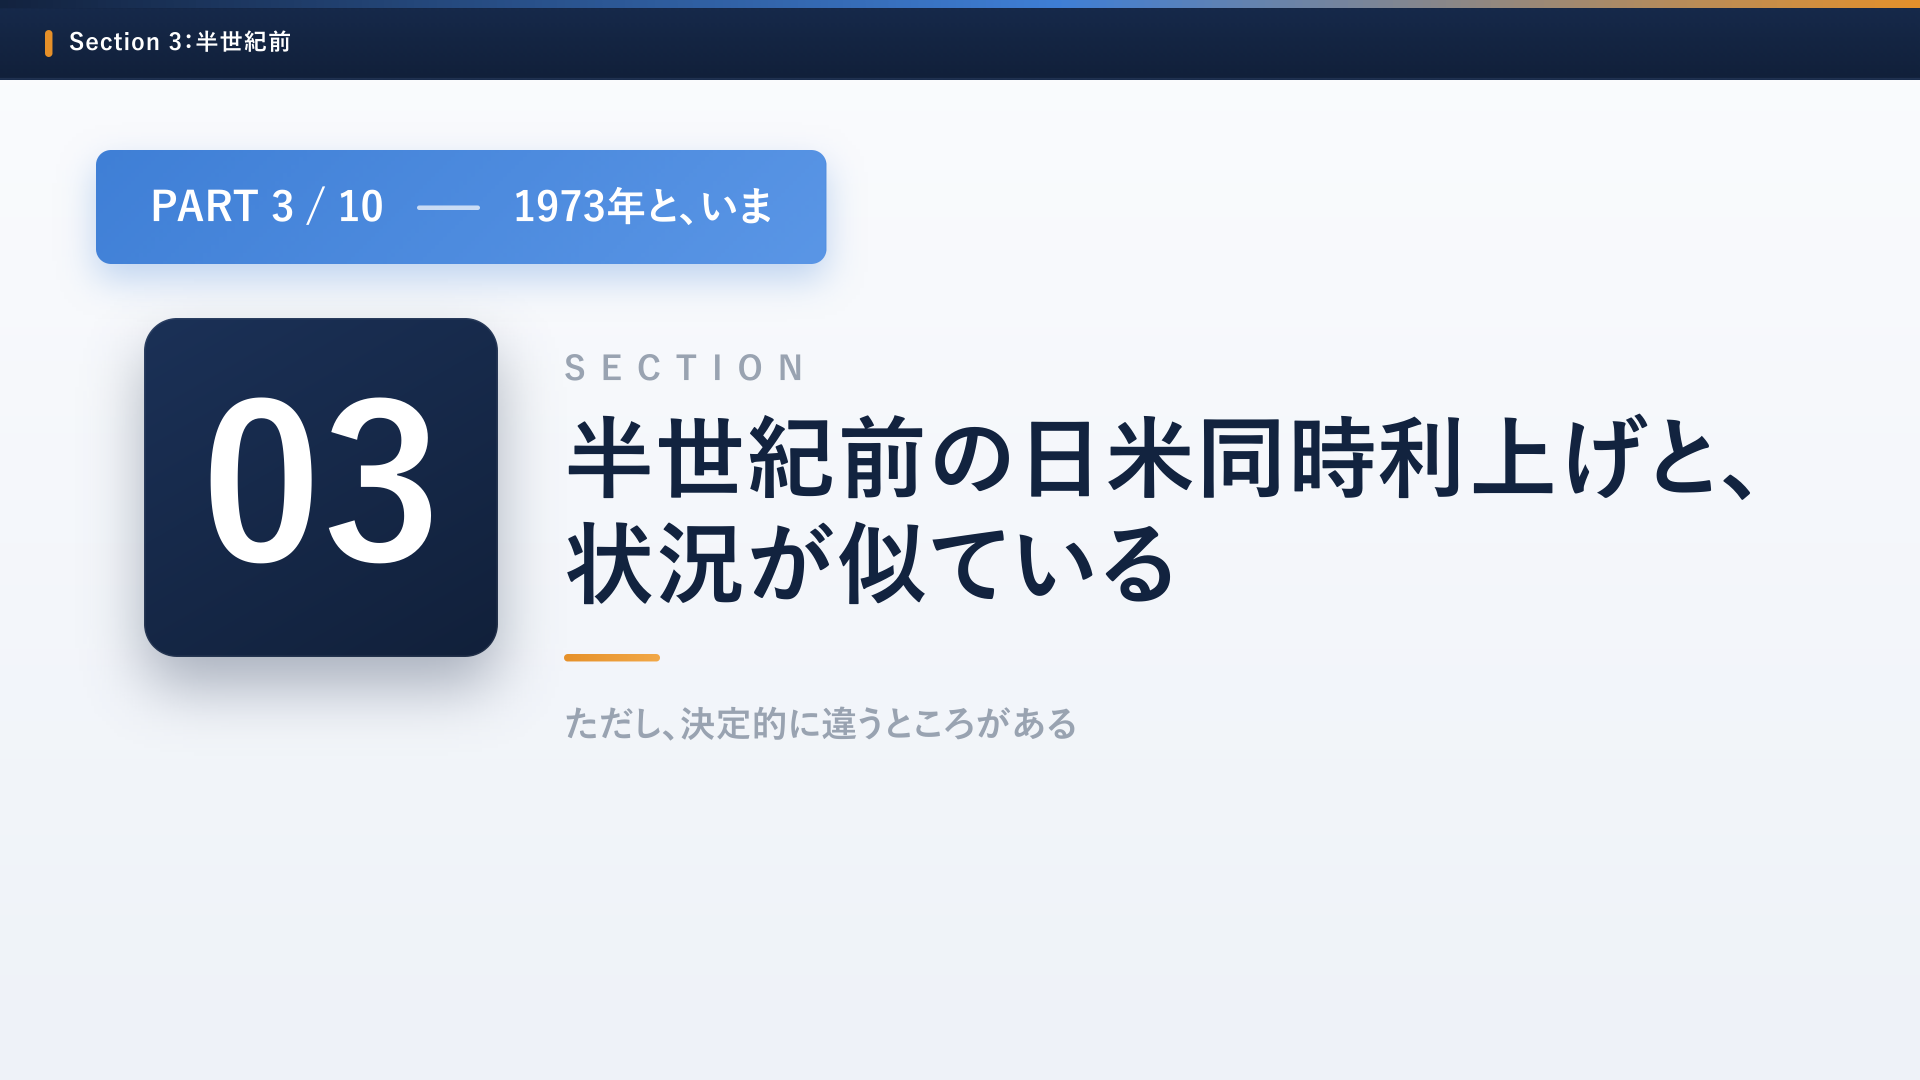 Section 3：半世紀前
PART 3 / 10 — 1973年と、いま
03
SECTION
半世紀前の日米同時利上げと、
状況が似ている
ただし、決定的に違うところがある